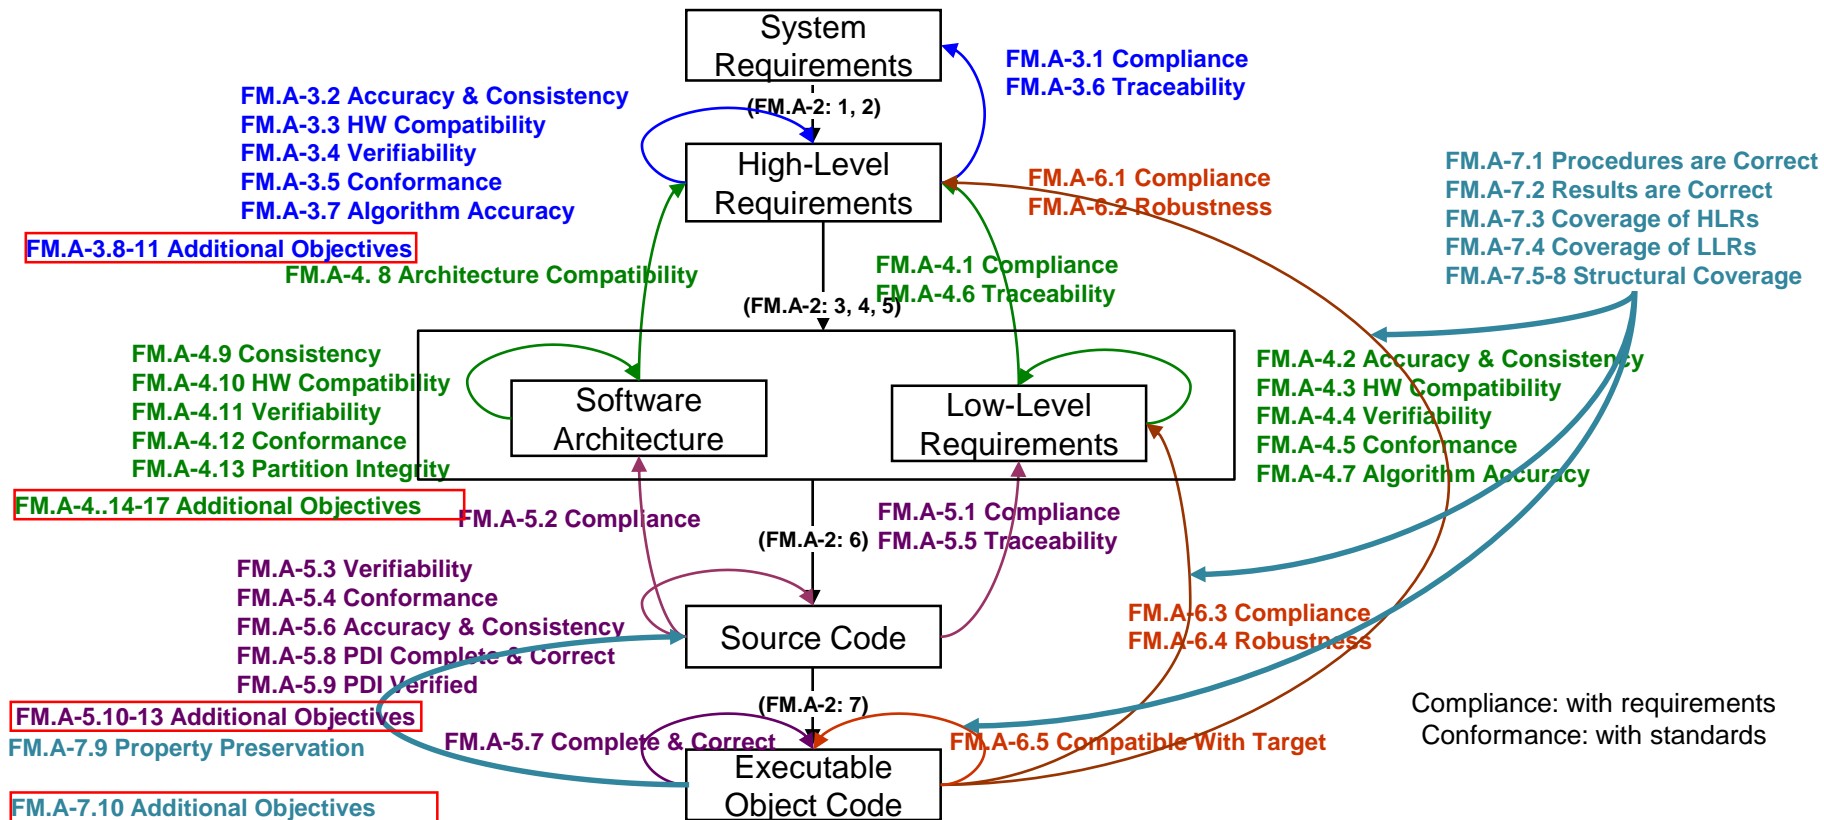 System
Requirements
FM.A-3.1 Compliance
FM.A-3.6 Traceability
FM.A-3.2 Accuracy & Consistency
FM.A-3.3 HW Compatibility
FM.A-3.4 Verifiability
FM.A-3.5 Conformance
FM.A-3.7 Algorithm Accuracy
FM.A-3.8-11 Additional Objectives
(FM.A-2: 1, 2)
High-Level
Requirements
FM.A-6.1 Compliance
FM.A-6.2 Robustness
FM.A-7.1 Procedures are Correct
FM.A-7.2 Results are Correct
FM.A-7.3 Coverage of HLRs
FM.A-7.4 Coverage of LLRs
FM.A-7.5-8 Structural Coverage
FM.A-4. 8 Architecture Compatibility
FM.A-4.1 Compliance
FM.A-4.6 Traceability
(FM.A-2: 3, 4, 5)
FM.A-4.9 Consistency
FM.A-4.10 HW Compatibility
FM.A-4.11 Verifiability
FM.A-4.12 Conformance
FM.A-4.13 Partition Integrity
FM.A-4..14-17 Additional Objectives
Software
Architecture
Low-Level
Requirements
FM.A-4.2 Accuracy & Consistency
FM.A-4.3 HW Compatibility
FM.A-4.4 Verifiability
FM.A-4.5 Conformance
FM.A-4.7 Algorithm Accuracy
FM.A-5.2 Compliance
(FM.A-2: 6)
FM.A-5.1 Compliance
FM.A-5.5 Traceability
FM.A-5.3 Verifiability
FM.A-5.4 Conformance
FM.A-5.6 Accuracy & Consistency
FM.A-5.8 PDI Complete & Correct
FM.A-5.9 PDI Verified
FM.A-5.10-13 Additional Objectives
Source Code
FM.A-6.3 Compliance
FM.A-6.4 Robustness
(FM.A-2: 7)
FM.A-7.9 Property Preservation
FM.A-5.7 Complete & Correct
FM.A-6.5 Compatible With Target
Compliance: with requirements
Conformance: with standards
Executable
Object Code
FM.A-7.10 Additional Objectives